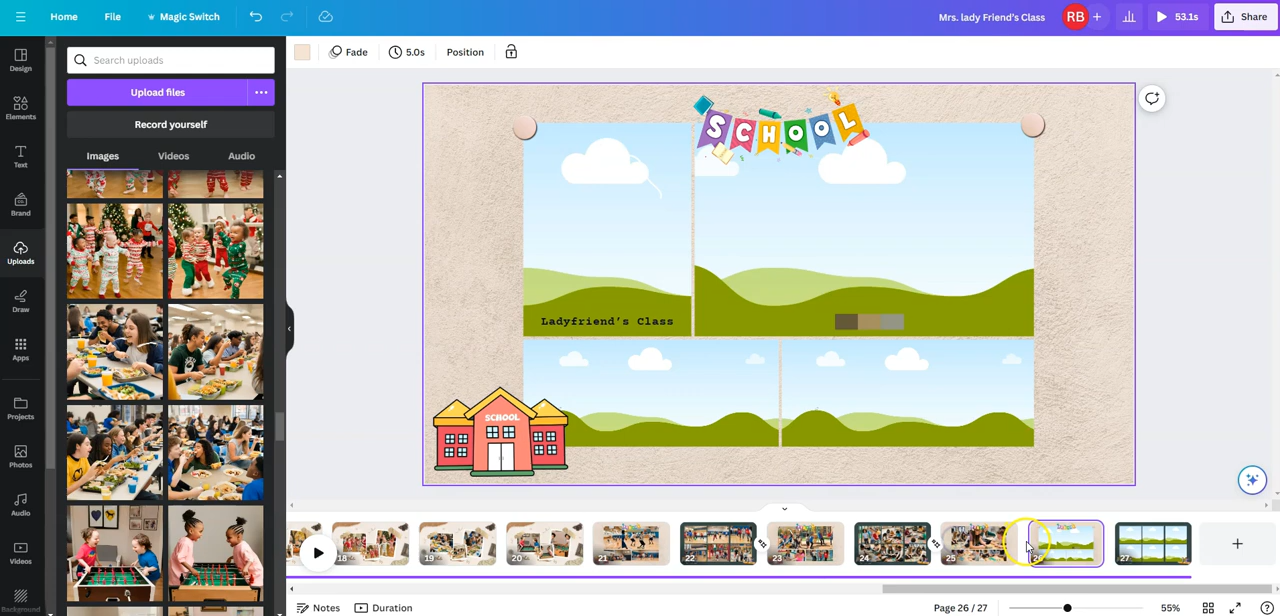 Home File Magic Switch Mrs. lady Friend's Class RB 53.1s Share
Fade 5.0s Position
Design
Elements
Text
Brand
Uploads
Draw
Apps
Projects
Photos
Audio
Videos
Background
Search uploads
Upload files
Record yourself
Images Videos Audio
SCHOOL
Ladyfriend's Class
SCHOOL
18 19 20 21 22 23 24 25 27
Notes Duration Page 26 / 27 55%